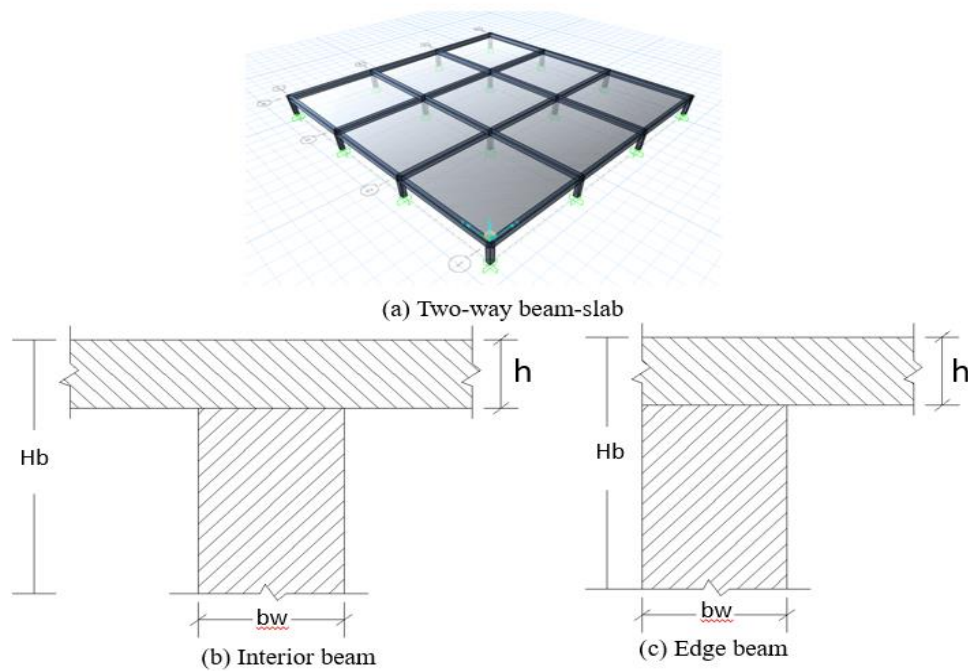 (a) Two-way beam-slab
h
Hb
bw
(b) Interior beam
h
Hb
bw
(c) Edge beam